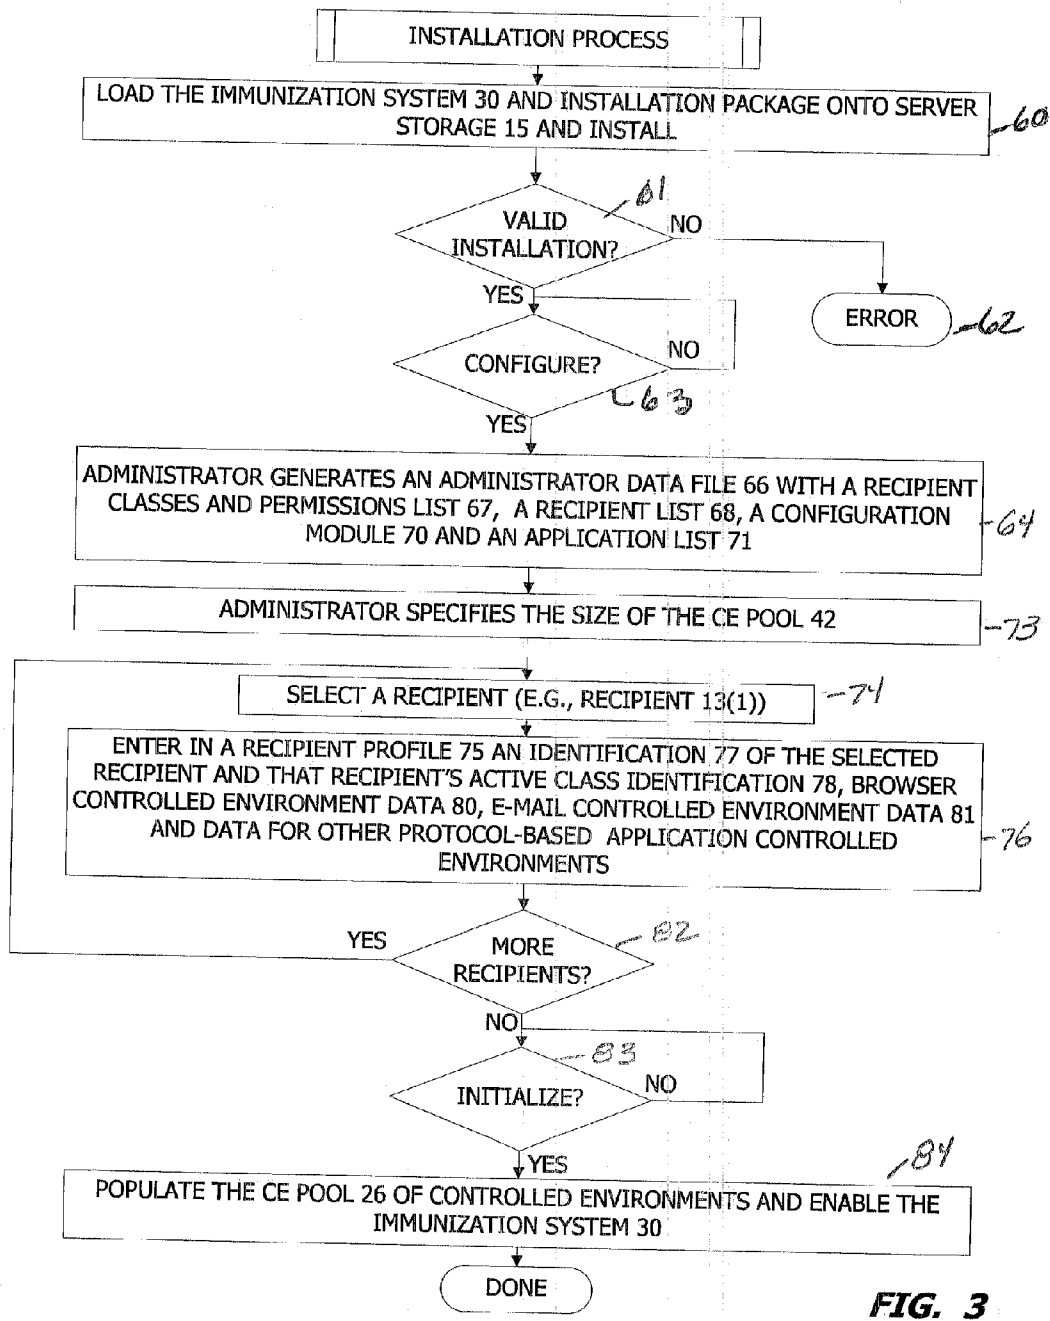 INSTALLATION PROCESS
LOAD THE IMMUNIZATION SYSTEM 30 AND INSTALLATION PACKAGE ONTO SERVER
STORAGE 15 AND INSTALL
60
61
VALID
INSTALLATION?
NO
YES
ERROR
62
CONFIGURE?
NO
63
YES
ADMINISTRATOR GENERATES AN ADMINISTRATOR DATA FILE 66 WITH A RECIPIENT
CLASSES AND PERMISSIONS LIST 67, A RECIPIENT LIST 68, A CONFIGURATION
MODULE 70 AND AN APPLICATION LIST 71
64
ADMINISTRATOR SPECIFIES THE SIZE OF THE CE POOL 42
73
SELECT A RECIPIENT (E.G., RECIPIENT 13(1))
74
ENTER IN A RECIPIENT PROFILE 75 AN IDENTIFICATION 77 OF THE SELECTED
RECIPIENT AND THAT RECIPIENT'S ACTIVE CLASS IDENTIFICATION 78, BROWSER
CONTROLLED ENVIRONMENT DATA 80, E-MAIL CONTROLLED ENVIRONMENT DATA 81
AND DATA FOR OTHER PROTOCOL-BASED APPLICATION CONTROLLED
ENVIRONMENTS
76
YES
MORE
RECIPIENTS?
82
NO
83
INITIALIZE?
NO
YES
84
POPULATE THE CE POOL 26 OF CONTROLLED ENVIRONMENTS AND ENABLE THE
IMMUNIZATION SYSTEM 30
DONE
FIG. 3